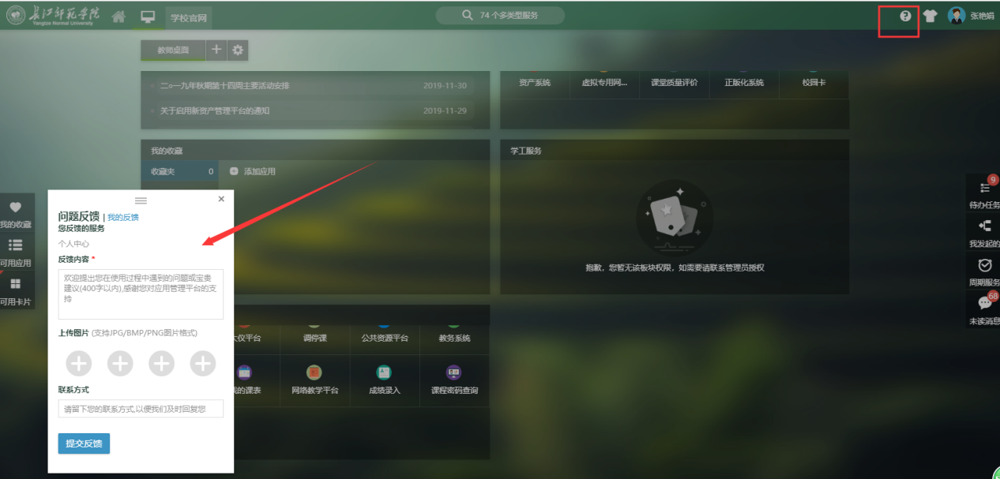 长江师范学院
Yangtze Normal University
学校官网
74 个多类型服务
张艳娟
教师桌面
二〇一九年秋期第十四周主要活动安排
2019-11-30
关于启用新资产管理平台的通知
2019-11-29
资产系统
虚拟专用网...
课堂质量评价
正版化系统
校园卡
我的收藏
收藏夹
0
添加应用
学工服务
抱歉，您暂无该板块权限，如需要请联系管理员授权
我的收藏
可用应用
可用卡片
问题反馈 | 我的反馈
您反馈的服务
个人中心
反馈内容 *
欢迎提出您在使用过程中遇到的问题或宝贵
建议(400字以内),感谢您对应用管理平台的支
持
上传图片 (支持JPG/BMP/PNG图片格式)
联系方式
请留下您的联系方式,以便我们及时回复您
提交反馈
大仪平台
调停课
公共资源平台
教务系统
我的课表
网络教学平台
成绩录入
课程密码查询
9
待办任务
我发起的
周期服务
68
未读消息